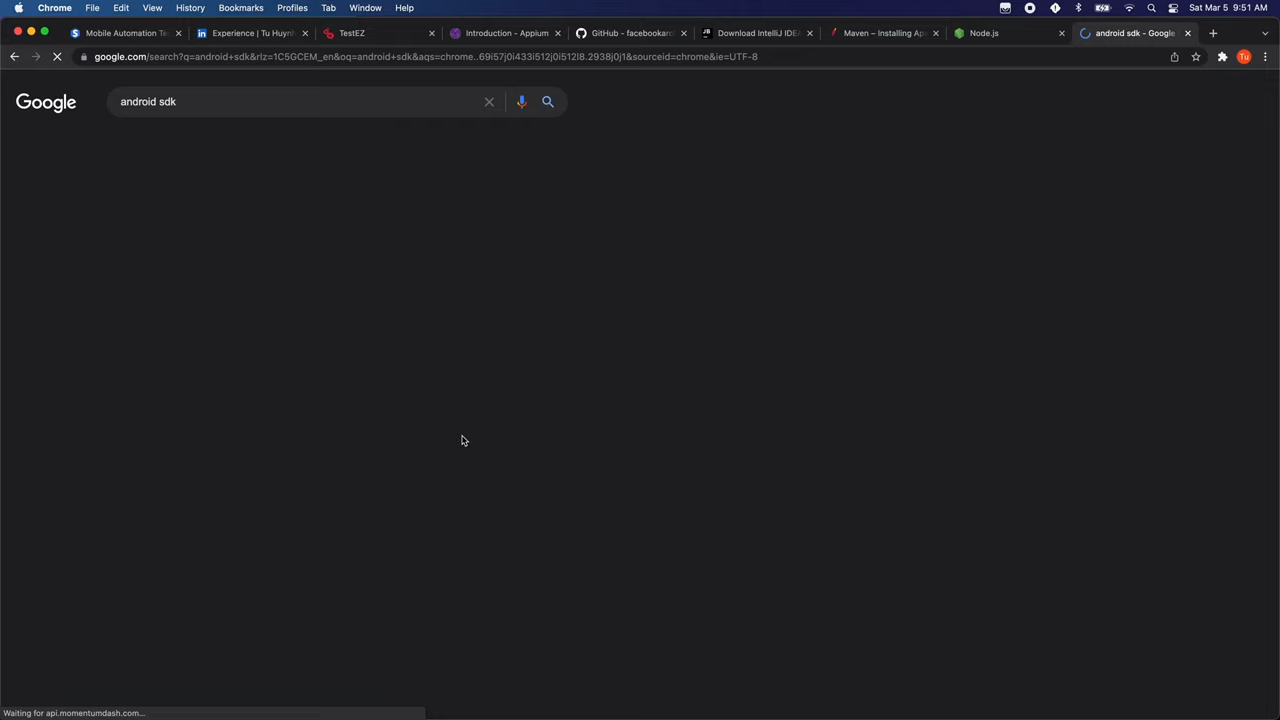 Chrome File Edit View History Bookmarks Profiles Tab Window Help Sat Mar 5 9:51 AM
Mobile Automation Te Experience | Tu Huynh TestEZ Introduction - Appium GitHub - facebookarc Download IntelliJ IDEA Maven – Installing Apa Node.js android sdk - Google
google.com/search?q=android+sdk&rlz=1C5GCEM_en&oq=android+sdk&aqs=chrome..69i57j0i433i512j0i512l8.2938j0j1&sourceid=chrome&ie=UTF-8 Tu
Google android sdk
Waiting for api.momentumdash.com...